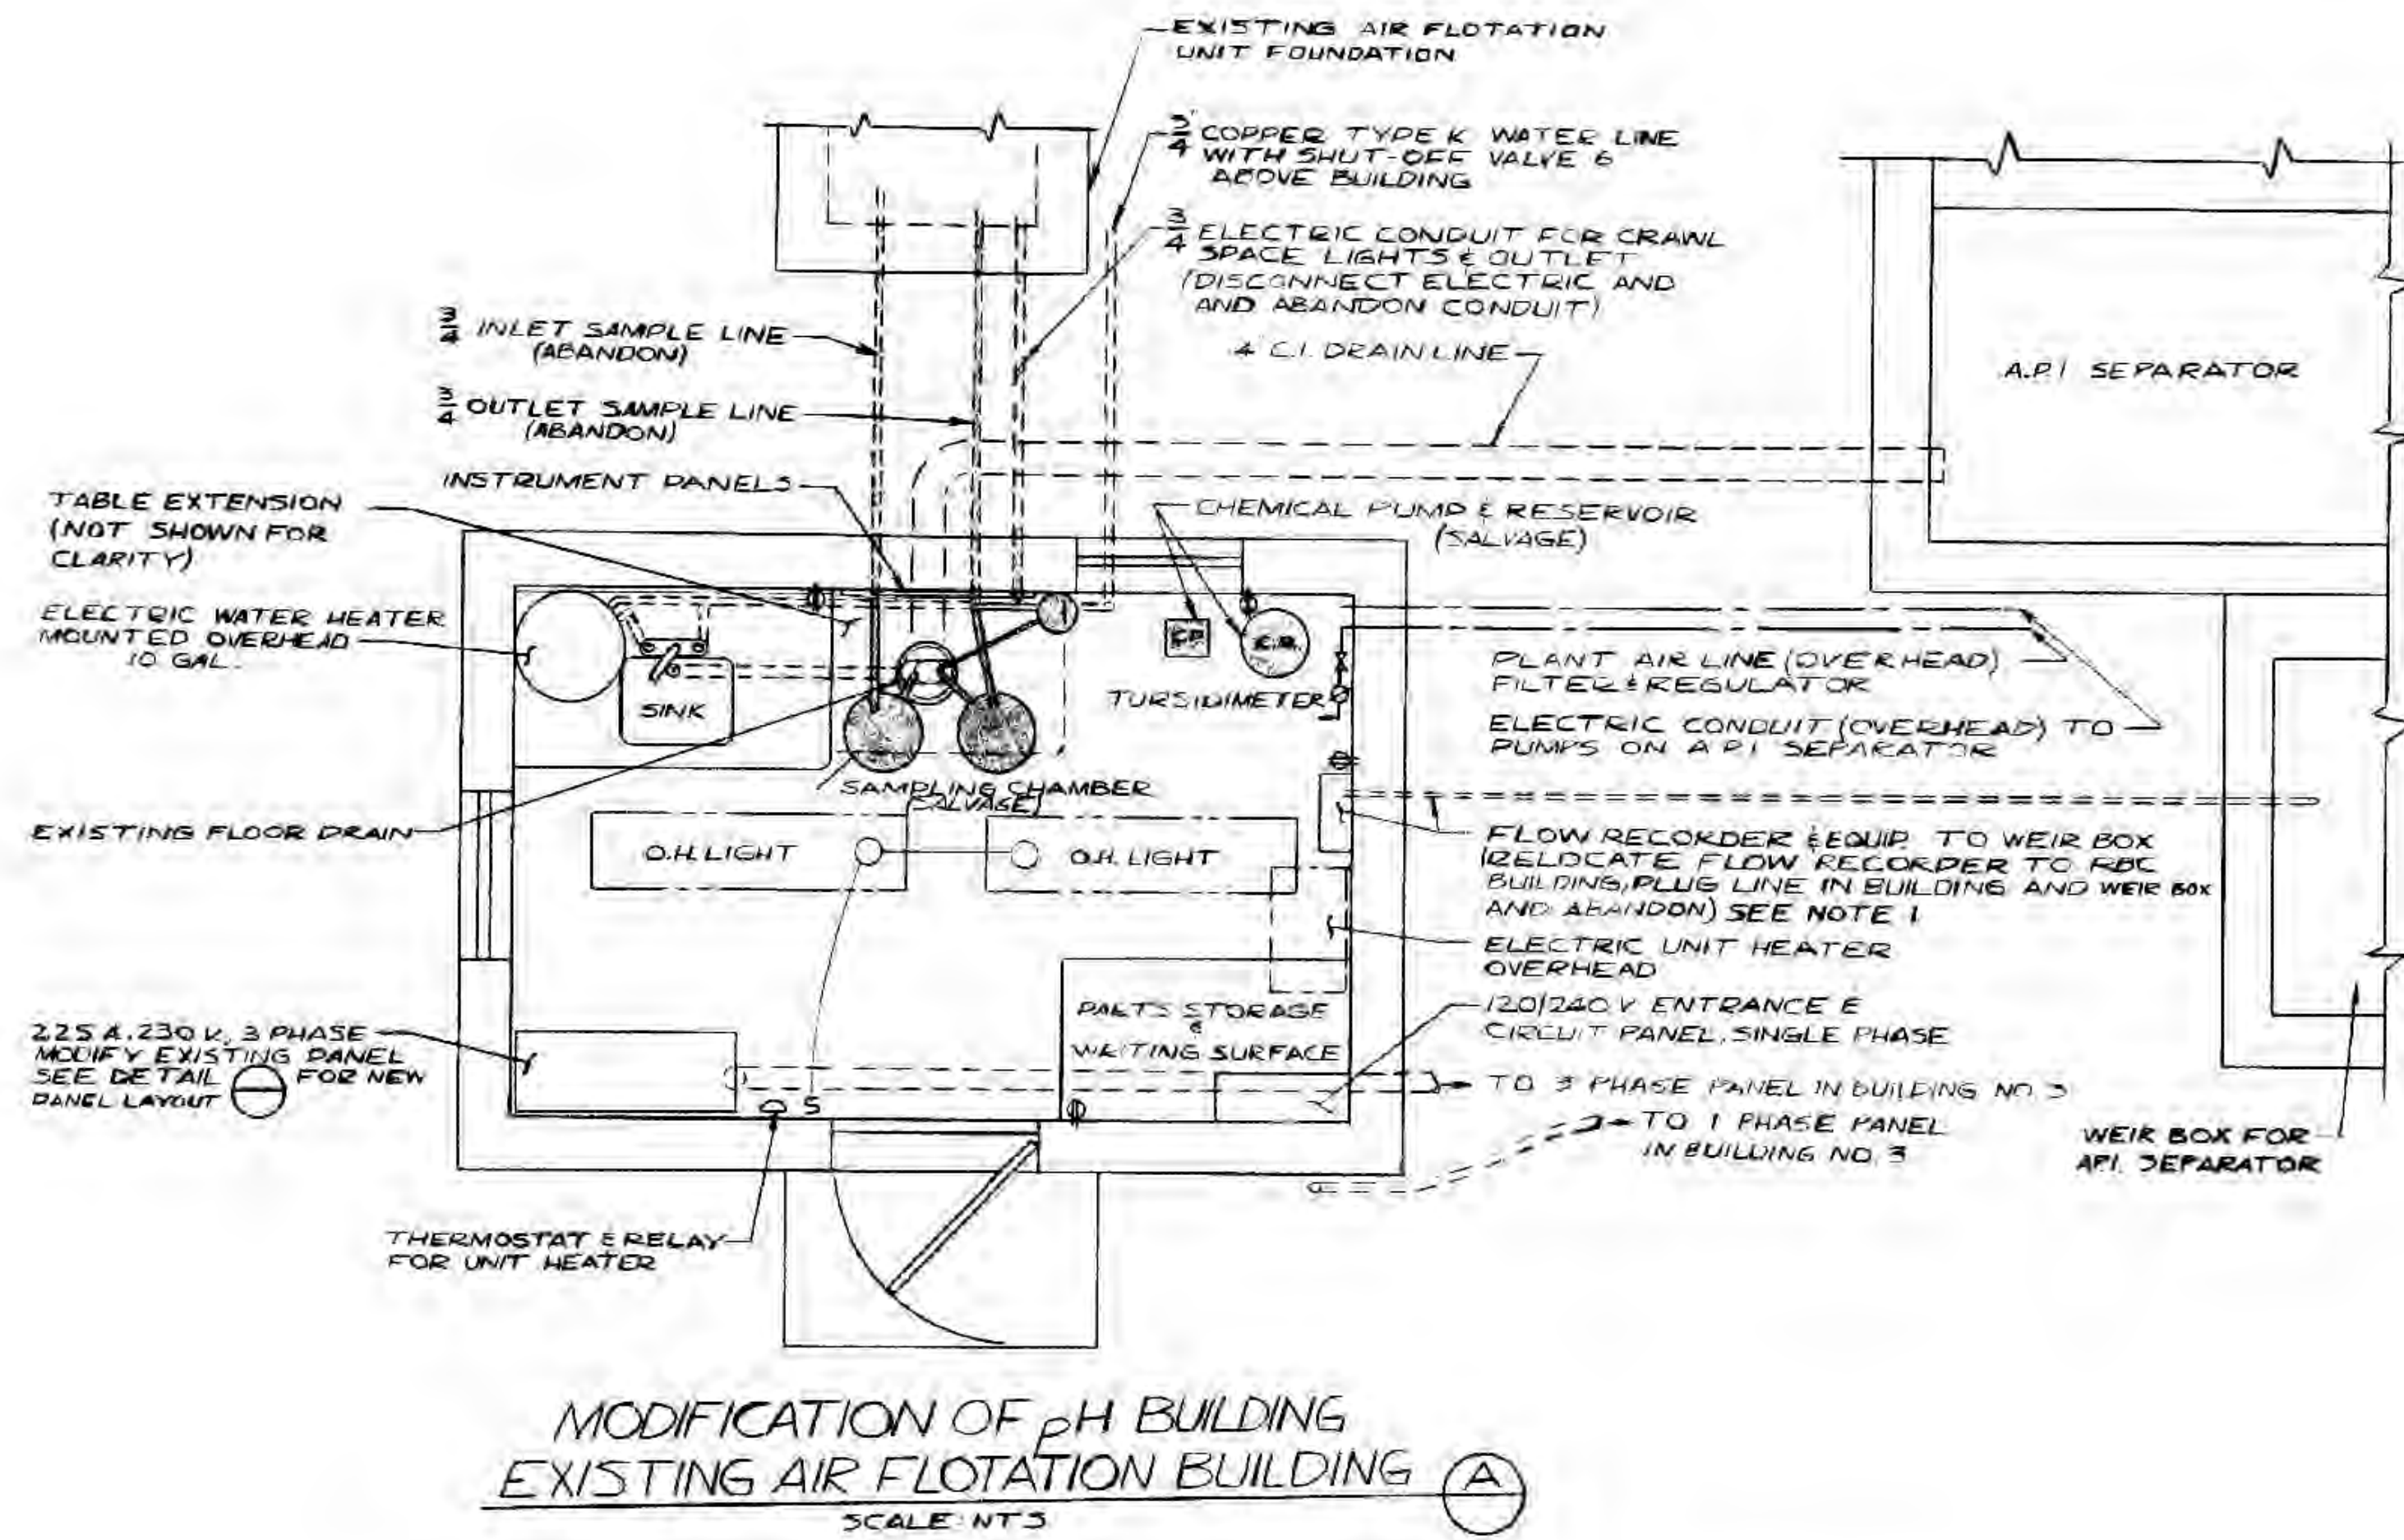 EXISTING AIR FLOTATION
UNIT FOUNDATION
3/4 COPPER TYPE K WATER LINE
WITH SHUT-OFF VALVE 6
ABOVE BUILDING
3/4 ELECTRIC CONDUIT FOR CRAWL
SPACE LIGHTS & OUTLET
(DISCONNECT ELECTRIC AND
AND ABANDON CONDUIT)
4 C.I. DRAIN LINE
A.P.I SEPARATOR
3/4 INLET SAMPLE LINE
(ABANDON)
3/4 OUTLET SAMPLE LINE
(ABANDON)
INSTRUMENT PANELS
TABLE EXTENSION
(NOT SHOWN FOR
CLARITY)
CHEMICAL PUMP & RESERVOIR
(SALVAGE)
ELECTRIC WATER HEATER
MOUNTED OVERHEAD
10 GAL.
C.P.
C.R.
SINK
TURSIDIMETER
PLANT AIR LINE (OVERHEAD)
FILTER & REGULATOR
ELECTRIC CONDUIT (OVERHEAD) TO
PUMPS ON A P.I SEPARATOR
SAMPLING CHAMBER
(SALVAGE)
EXISTING FLOOR DRAIN
O.H. LIGHT
O.H. LIGHT
FLOW RECORDER & EQUIP. TO WEIR BOX
(RELOCATE FLOW RECORDER TO RBC
BUILDING, PLUG LINE IN BUILDING AND WEIR BOX
AND ABANDON) SEE NOTE 1
ELECTRIC UNIT HEATER
OVERHEAD
PARTS STORAGE
&
WRITING SURFACE
120/240 V ENTRANCE E
CIRCUIT PANEL, SINGLE PHASE
225 A. 230 V, 3 PHASE
MODIFY EXISTING PANEL
SEE DETAIL FOR NEW
PANEL LAYOUT
S
TO 3 PHASE PANEL IN BUILDING NO. 3
TO 1 PHASE PANEL
IN BUILDING NO. 3
WEIR BOX FOR
API. SEPARATOR
THERMOSTAT & RELAY
FOR UNIT HEATER
MODIFICATION OF pH BUILDING
EXISTING AIR FLOTATION BUILDING A
SCALE: NTS